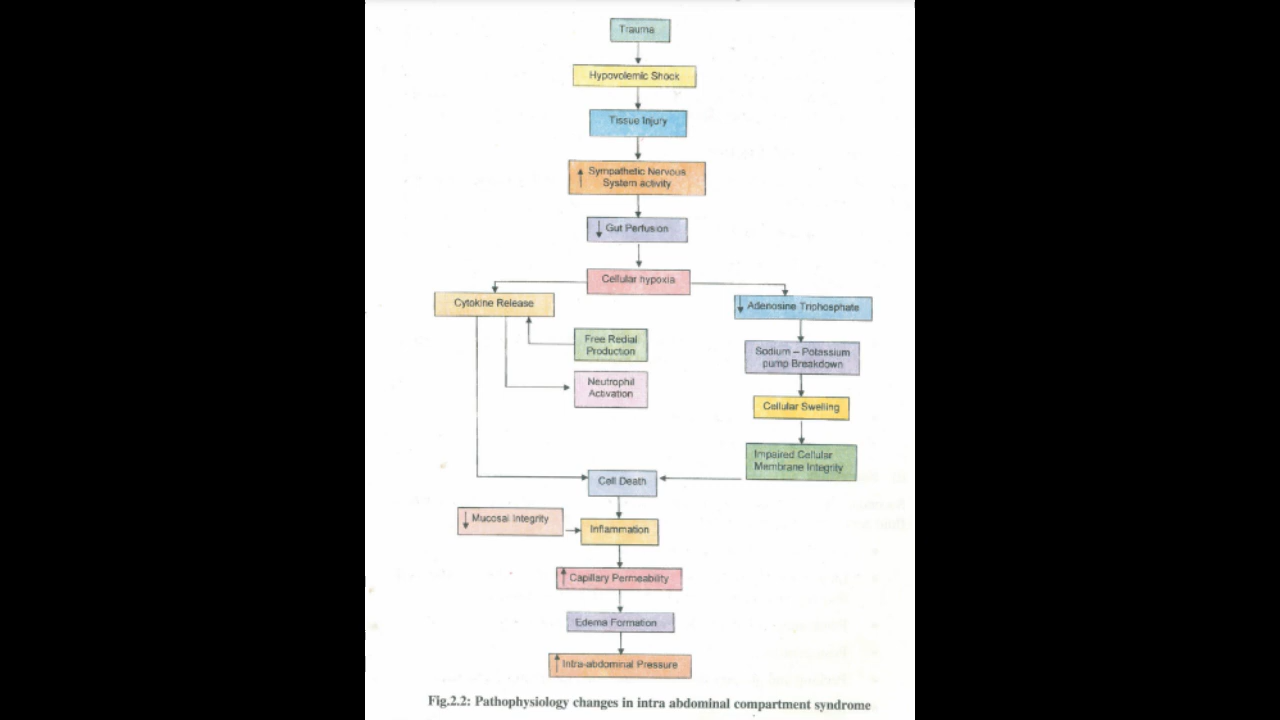 Trauma
Hypovolemic Shock
Tissue Injury
↑ Sympathetic Nervous
System activity
↓ Gut Perfusion
Cellular hypoxia
Cytokine Release
↓ Adenosine Triphosphate
Free Redial
Production
Sodium – Potassium
pump Breakdown
Neutrophil
Activation
Cellular Swelling
Impaired Cellular
Membrane Integrity
Cell Death
↓ Mucosal Integrity
Inflammation
↑ Capillary Permeability
Edema Formation
↑ Intra-abdominal Pressure
Fig.2.2: Pathophysiology changes in intra abdominal compartment syndrome